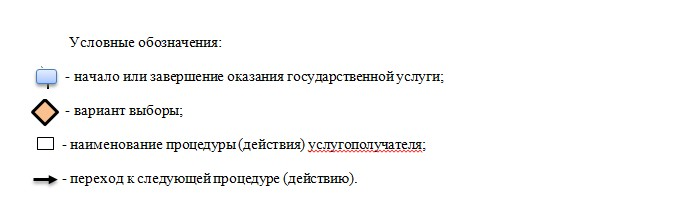 Условные обозначения:
- начало или завершение оказания государственной услуги;
- вариант выборы;
- наименование процедуры (действия) услугополучателя;
- переход к следующей процедуре (действию).